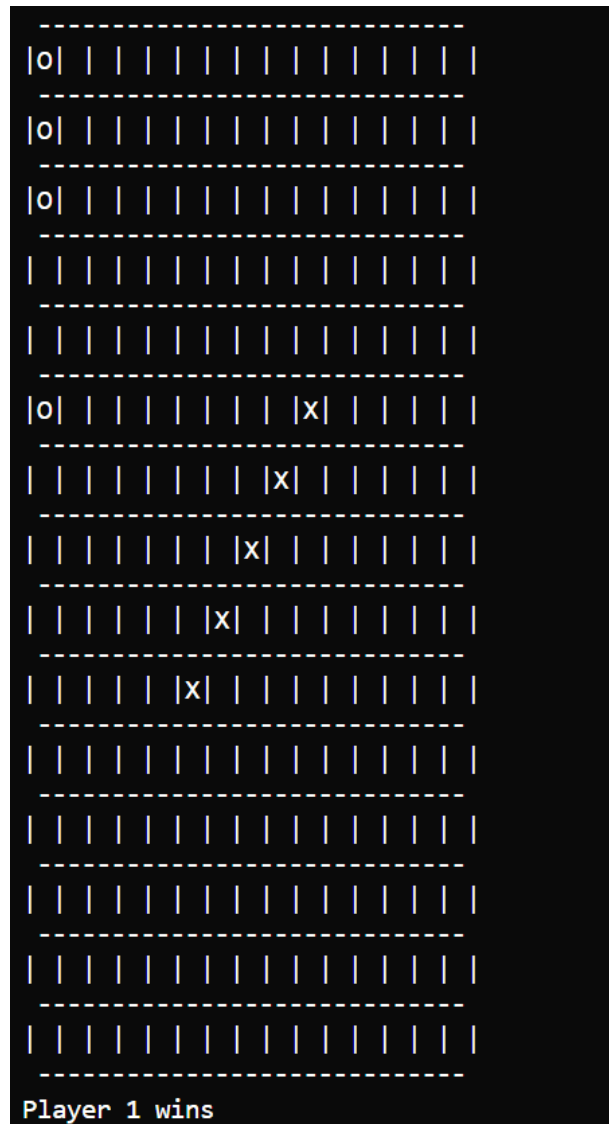 -----------------------------
|o| | | | | | | | | | | | | | |
 -----------------------------
|o| | | | | | | | | | | | | | |
 -----------------------------
|o| | | | | | | | | | | | | | |
 -----------------------------
| | | | | | | | | | | | | | | |
 -----------------------------
| | | | | | | | | | | | | | | |
 -----------------------------
|o| | | | | | | | |x| | | | | |
 -----------------------------
| | | | | | | | |x| | | | | | |
 -----------------------------
| | | | | | | |x| | | | | | | |
 -----------------------------
| | | | | | |x| | | | | | | | |
 -----------------------------
| | | | | |x| | | | | | | | | |
 -----------------------------
| | | | | | | | | | | | | | | |
 -----------------------------
| | | | | | | | | | | | | | | |
 -----------------------------
| | | | | | | | | | | | | | | |
 -----------------------------
| | | | | | | | | | | | | | | |
 -----------------------------
| | | | | | | | | | | | | | | |
 -----------------------------
Player 1 wins